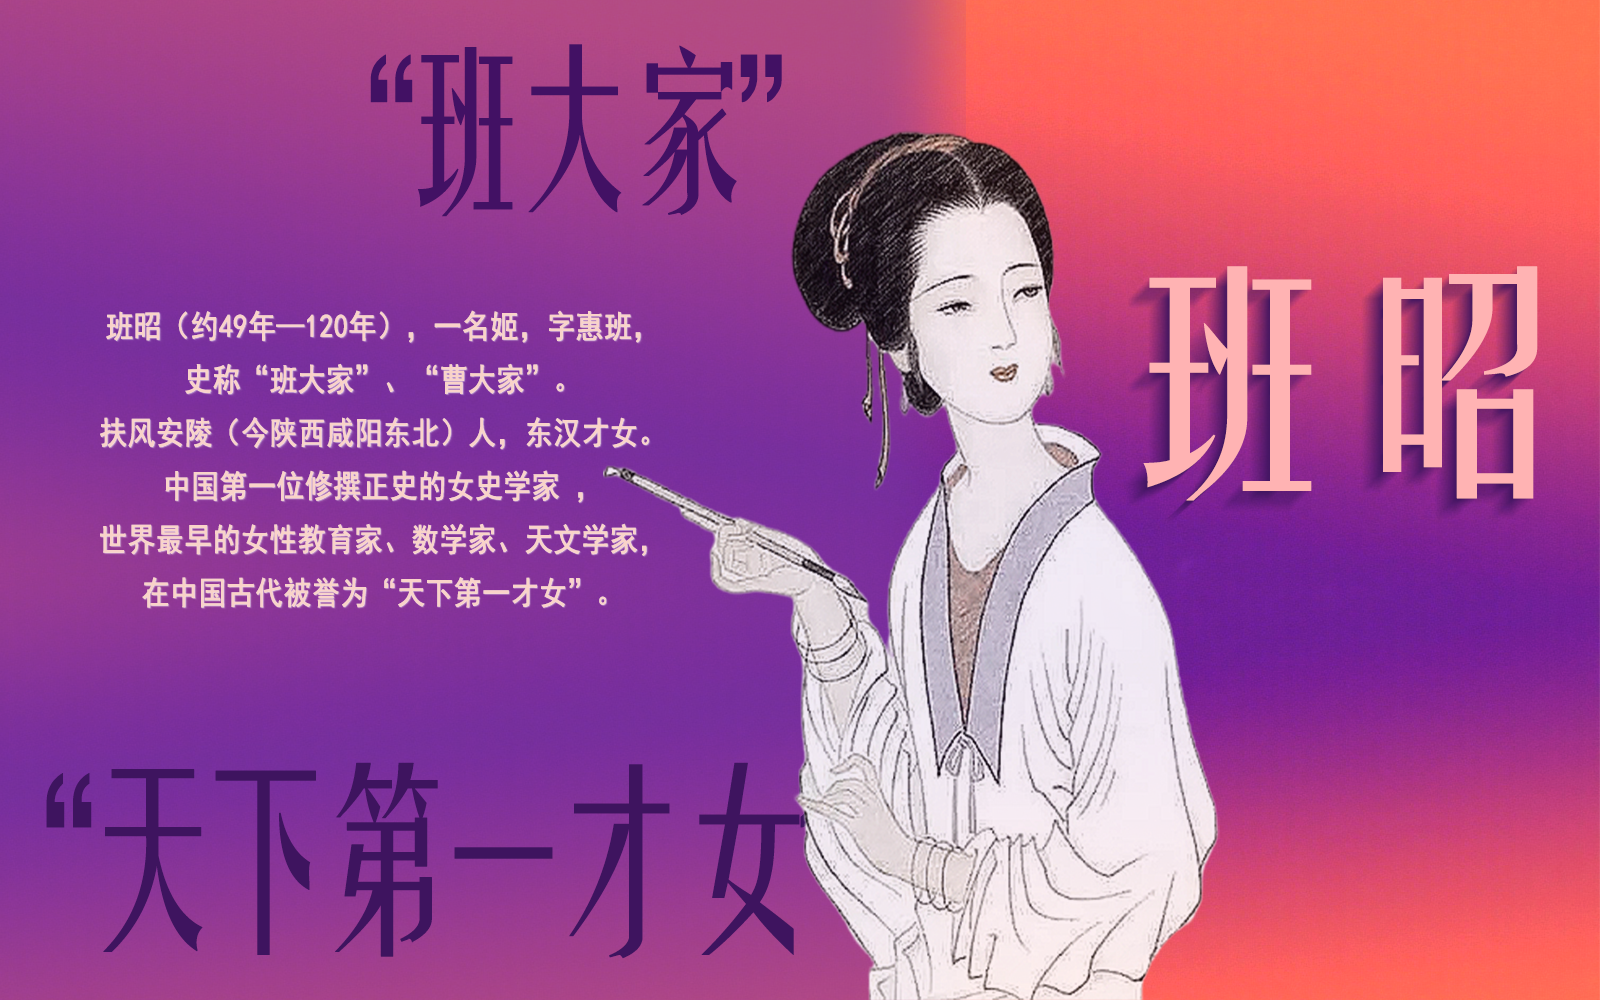 “班大家”
班昭
班昭（约49年—120年），一名姬，字惠班，
史称“班大家”、“曹大家”。
扶风安陵（今陕西咸阳东北）人，东汉才女。
中国第一位修撰正史的女史学家 ，
世界最早的女性教育家、数学家、天文学家，
在中国古代被誉为“天下第一才女”。
“天下第一才女